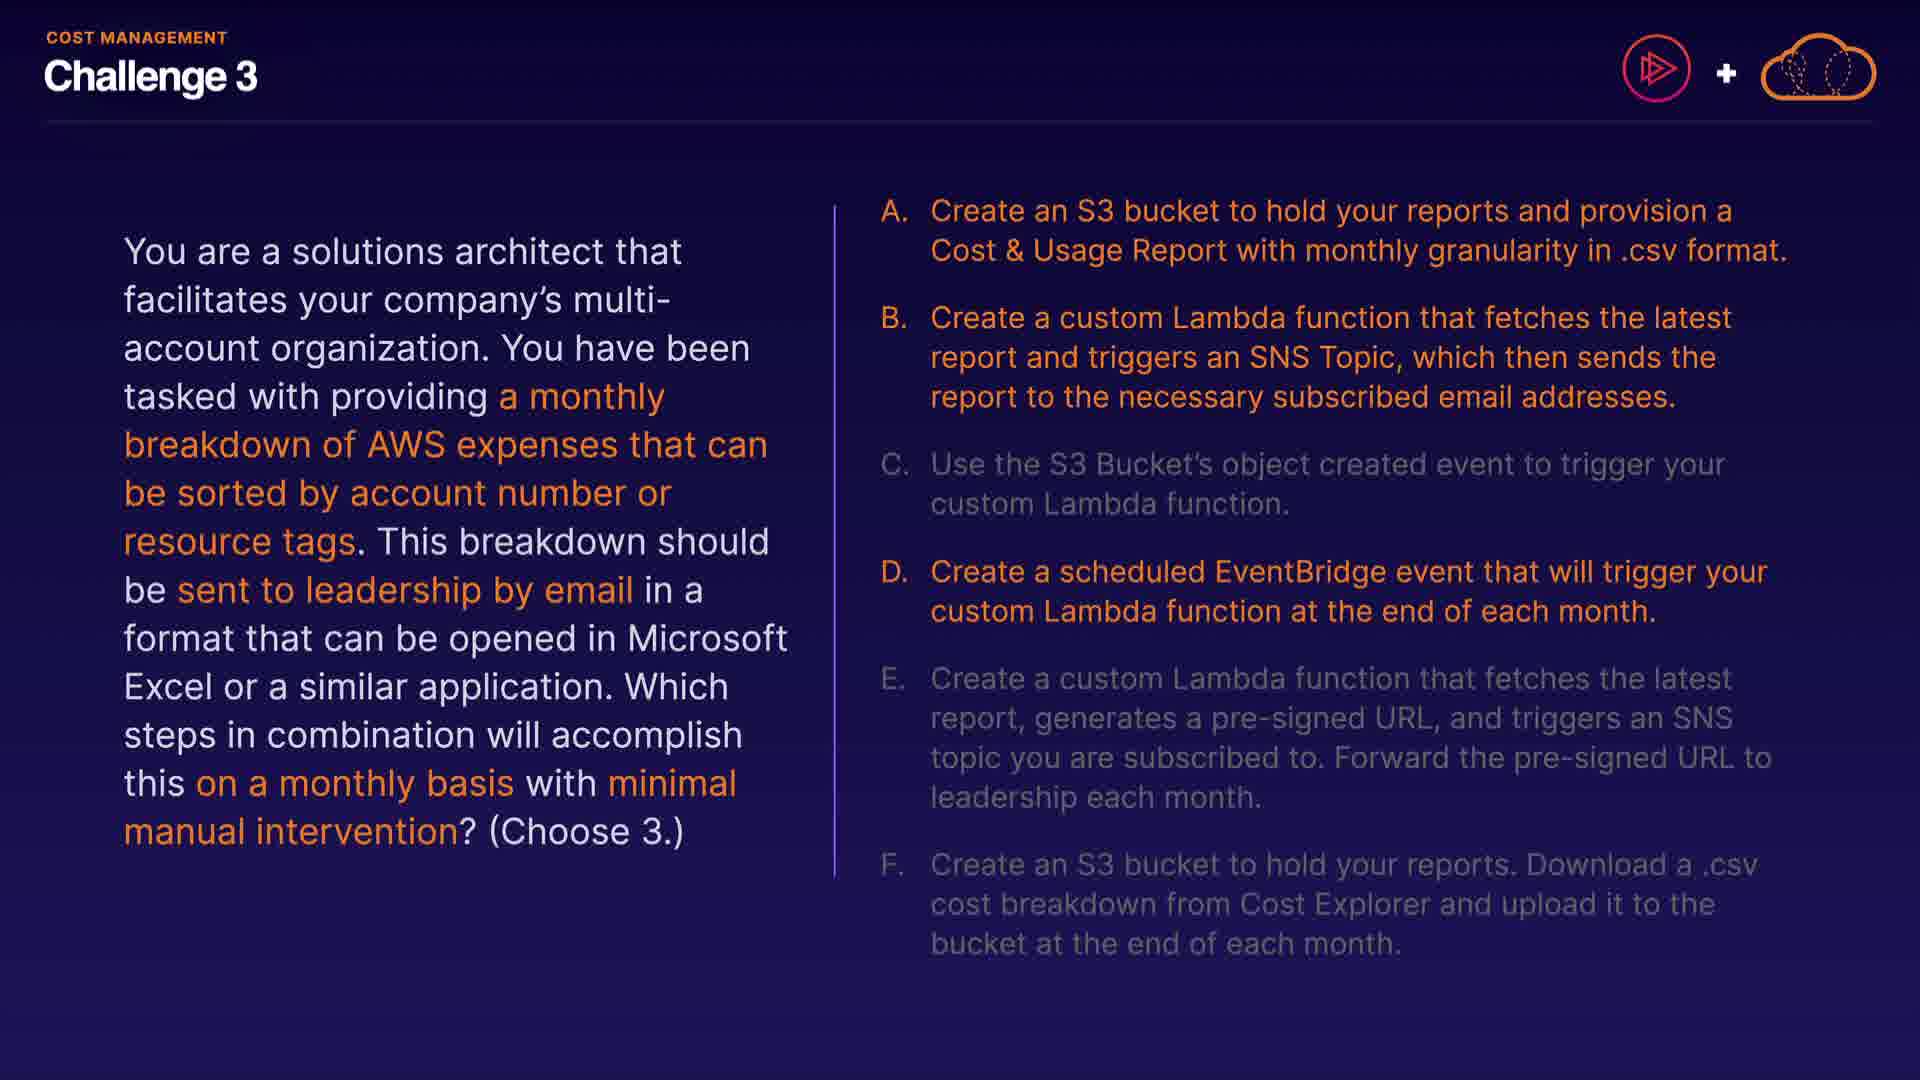 COST MANAGEMENT
Challenge 3
You are a solutions architect that
facilitates your company’s multi-
account organization. You have been
tasked with providing a monthly
breakdown of AWS expenses that can
be sorted by account number or
resource tags. This breakdown should
be sent to leadership by email in a
format that can be opened in Microsoft
Excel or a similar application. Which
steps in combination will accomplish
this on a monthly basis with minimal
manual intervention? (Choose 3.)
A. Create an S3 bucket to hold your reports and provision a
Cost & Usage Report with monthly granularity in .csv format.
B. Create a custom Lambda function that fetches the latest
report and triggers an SNS Topic, which then sends the
report to the necessary subscribed email addresses.
C. Use the S3 Bucket’s object created event to trigger your
custom Lambda function.
D. Create a scheduled EventBridge event that will trigger your
custom Lambda function at the end of each month.
E. Create a custom Lambda function that fetches the latest
report, generates a pre-signed URL, and triggers an SNS
topic you are subscribed to. Forward the pre-signed URL to
leadership each month.
F. Create an S3 bucket to hold your reports. Download a .csv
cost breakdown from Cost Explorer and upload it to the
bucket at the end of each month.